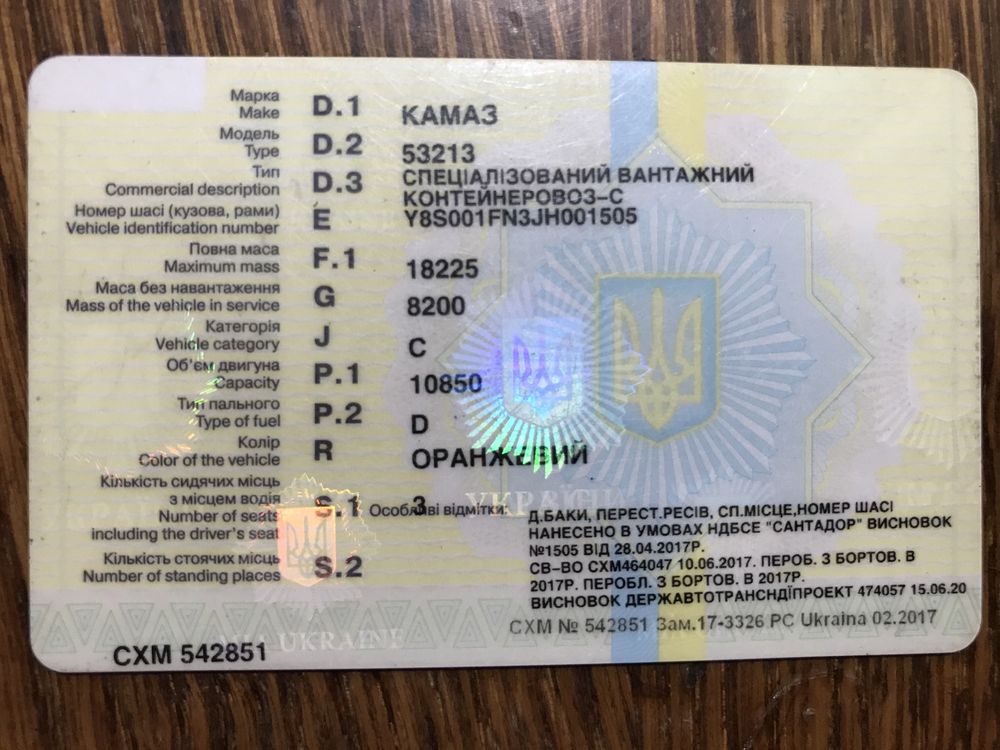 Марка
Make D.1 КАМАЗ
Модель
Type D.2 53213
Тип
Commercial description D.3 СПЕЦІАЛІЗОВАНИЙ ВАНТАЖНИЙ
КОНТЕЙНЕРОВОЗ-С
Номер шасі (кузова, рами)
Vehicle identification number E Y8S001FN3JH001505
Повна маса
Maximum mass F.1 18225
Маса без навантаження
Mass of the vehicle in service G 8200
Категорія
Vehicle category J C
Об'єм двигуна
Capacity P.1 10850
Тип пального
Type of fuel P.2 D
Колір
Color of the vehicle R ОРАНЖЕВИЙ
Кількість сидячих місць
з місцем водія
Number of seats
including the driver's seat S.1 3
Кількість стоячих місць
Number of standing places S.2
Особливі відмітки:
Д.БАКИ, ПЕРЕСТ.РЕСІВ, СП.МІСЦЕ,НОМЕР ШАСІ
НАНЕСЕНО В УМОВАХ НДБСЕ "САНТАДОР" ВИСНОВОК
№1505 ВІД 28.04.2017Р.
СВ-ВО СХМ464047 10.06.2017. ПЕРОБ. З БОРТОВ. В
2017Р. ПЕРОБЛ. З БОРТОВ. В 2017Р.
ВИСНОВОК ДЕРЖАВТОТРАНСНДІПРОЕКТ 474057 15.06.20
СХМ № 542851 Зам.17-3326 РС Ukraina 02.2017
УКРАЇНА
UKRAINE
СХМ 542851